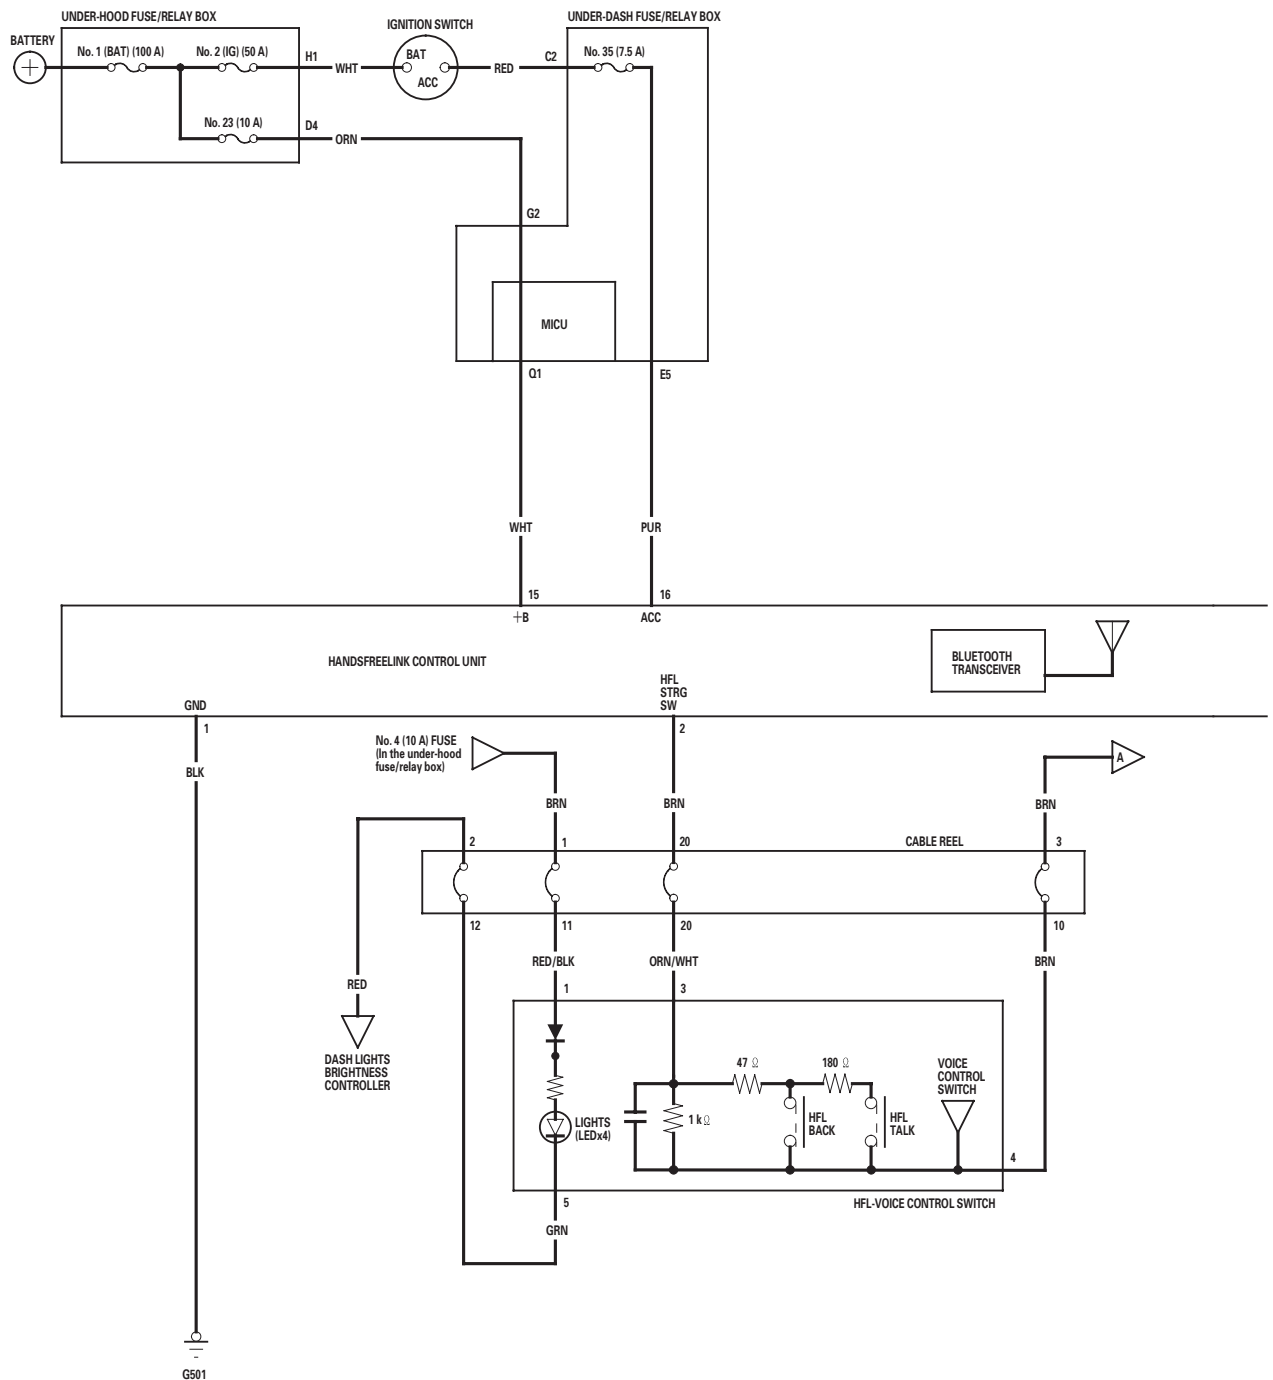 UNDER-HOOD FUSE/RELAY BOX
UNDER-DASH FUSE/RELAY BOX
IGNITION SWITCH
BATTERY
No. 1 (BAT) (100 A)
No. 2 (IG) (50 A)
No. 35 (7.5 A)
H1
BAT
C2
WHT
RED
ACC
No. 23 (10 A)
D4
ORN
G2
MICU
Q1
E5
WHT
PUR
15
16
+B
ACC
HANDSFREELINK CONTROL UNIT
BLUETOOTH
TRANSCEIVER
HFL
STRG
SW
GND
1
2
No. 4 (10 A) FUSE
(In the under-hood
fuse/relay box)
A
BLK
BRN
BRN
BRN
2
1
20
CABLE REEL
3
12
11
20
10
RED/BLK
ORN/WHT
BRN
RED
1
3
DASH LIGHTS
BRIGHTNESS
CONTROLLER
47 Ω
180 Ω
VOICE
CONTROL
SWITCH
LIGHTS
(LEDx4)
1 k Ω
HFL
BACK
HFL
TALK
4
5
HFL-VOICE CONTROL SWITCH
GRN
G501